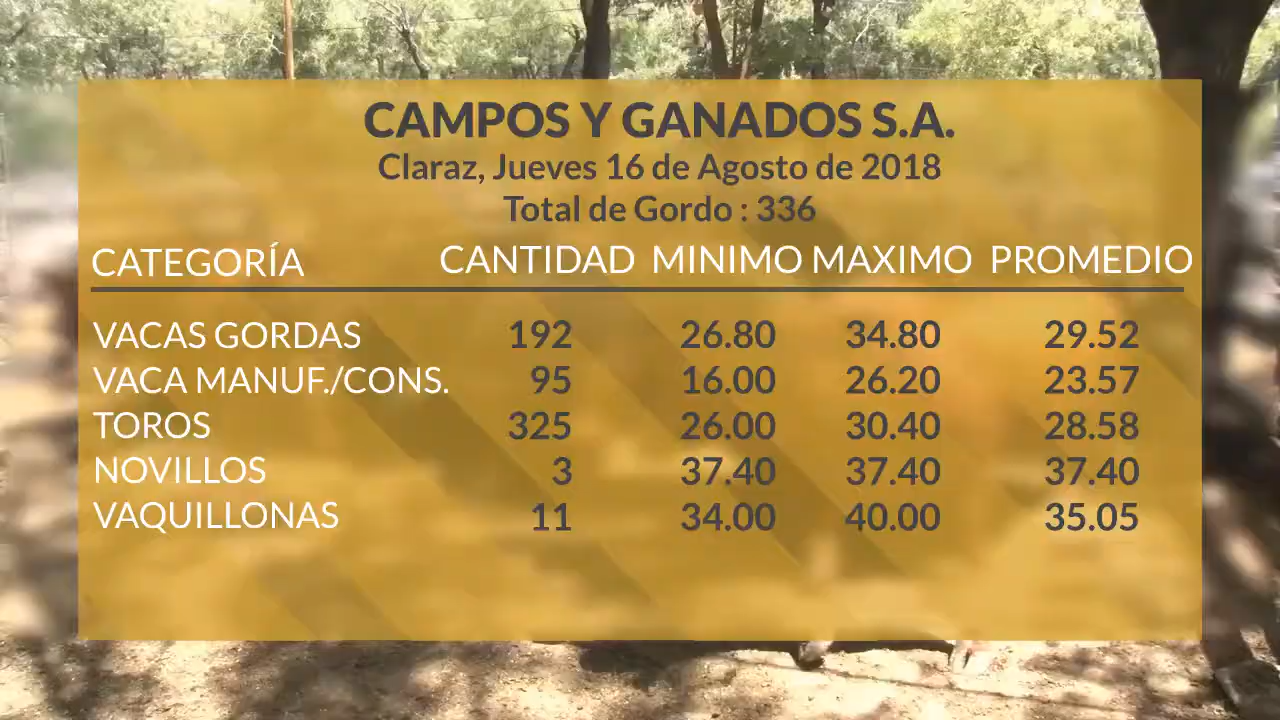 CAMPOS Y GANADOS S.A.
Claraz, Jueves 16 de Agosto de 2018
Total de Gordo : 336
CATEGORÍA CANTIDAD MINIMO MAXIMO PROMEDIO
VACAS GORDAS 192 26.80 34.80 29.52
VACA MANUF./CONS. 95 16.00 26.20 23.57
TOROS 325 26.00 30.40 28.58
NOVILLOS 3 37.40 37.40 37.40
VAQUILLONAS 11 34.00 40.00 35.05